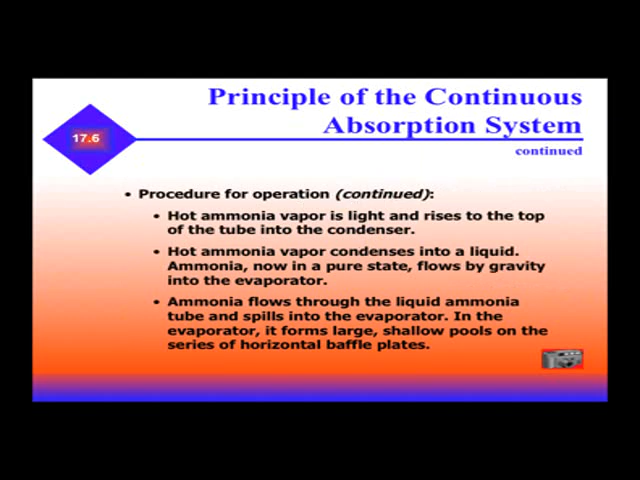 Principle of the Continuous
Absorption System
17.6
continued
• Procedure for operation (continued):
• Hot ammonia vapor is light and rises to the top
of the tube into the condenser.
• Hot ammonia vapor condenses into a liquid.
Ammonia, now in a pure state, flows by gravity
into the evaporator.
• Ammonia flows through the liquid ammonia
tube and spills into the evaporator. In the
evaporator, it forms large, shallow pools on the
series of horizontal baffle plates.